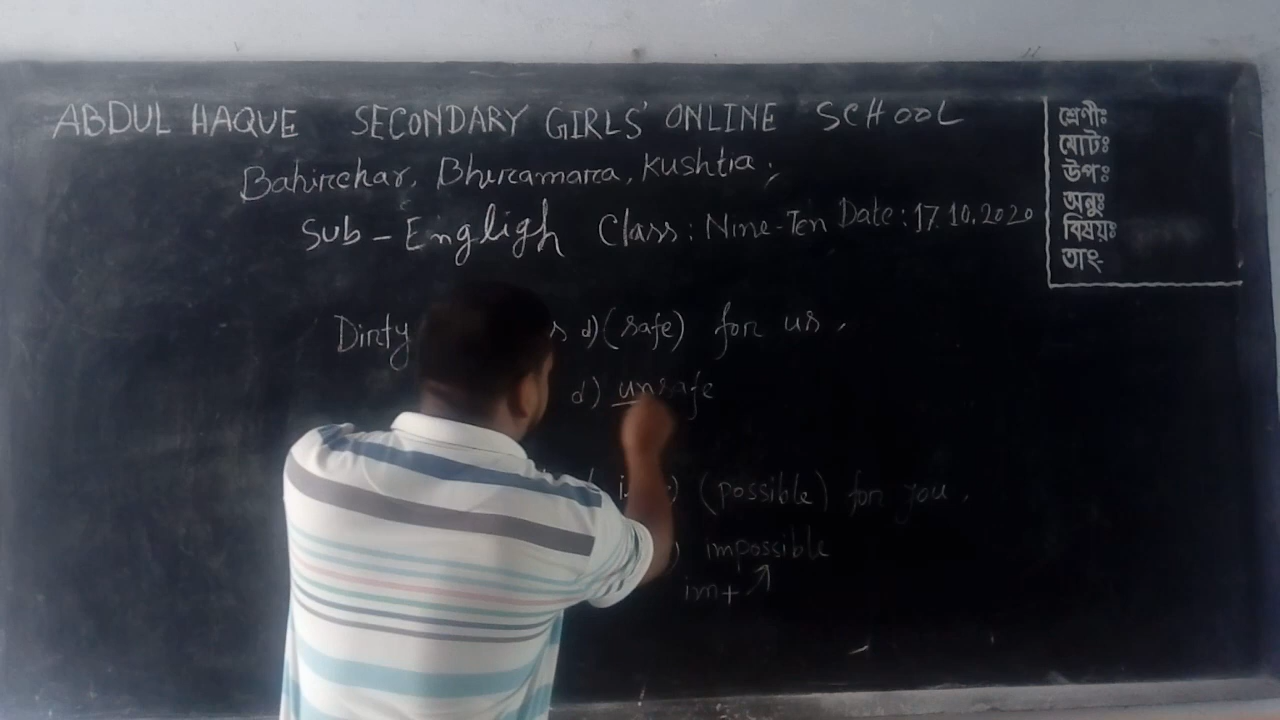 ABDUL HAQUE SECONDARY GIRLS' ONLINE SCHOOL
Bahirchar, Bheramara, Kushtia;
Sub - Engligh Class: Nine-Ten Date: 17.10.2020
শ্রেণীঃ
মোটঃ
উপঃ
অনুঃ
বিষয়ঃ
তাং-
Dirty d) (safe) for us.
d) unsafe
(possible) for you.
impossible
im+